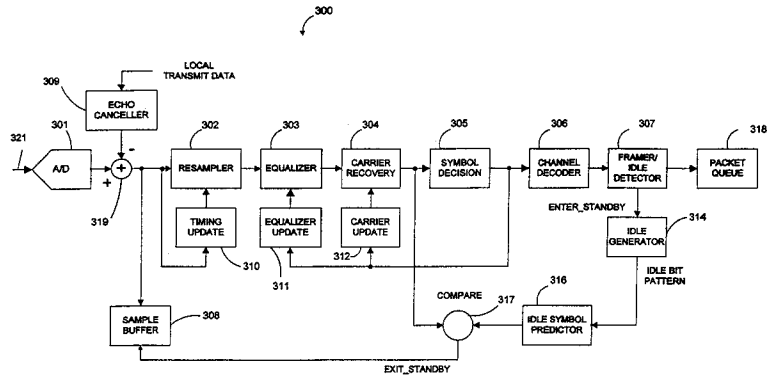 300
LOCAL
TRANSMIT DATA
309
ECHO
CANCELLER
321
301
A/D
-
+
+
319
302
RESAMPLER
303
EQUALIZER
304
CARRIER
RECOVERY
305
SYMBOL
DECISION
306
CHANNEL
DECODER
307
FRAMER/
IDLE
DETECTOR
318
PACKET
QUEUE
TIMING
UPDATE
310
EQUALIZER
UPDATE
311
CARRIER
UPDATE
312
ENTER_STANDBY
314
IDLE
GENERATOR
IDLE BIT
PATTERN
COMPARE
317
316
IDLE SYMBOL
PREDICTOR
SAMPLE
BUFFER
308
EXIT_STANDBY